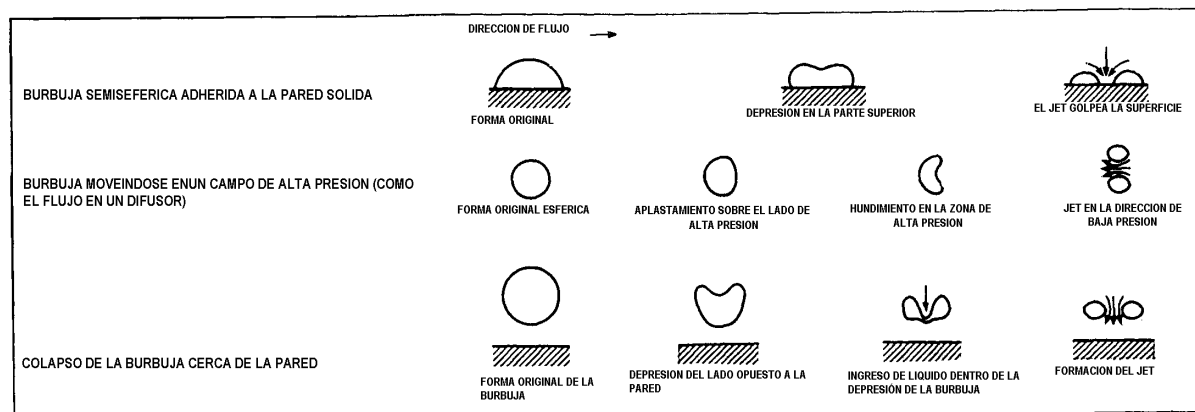 DIRECCION DE FLUJO
BURBUJA SEMISEFERICA ADHERIDA A LA PARED SOLIDA
FORMA ORIGINAL
DEPRESION EN LA PARTE SUPERIOR
EL JET GOLPEA LA SUPERFICIE
BURBUJA MOVEINDOSE ENUN CAMPO DE ALTA PRESION (COMO
EL FLUJO EN UN DIFUSOR)
FORMA ORIGINAL ESFERICA
APLASTAMIENTO SOBRE EL LADO DE
ALTA PRESION
HUNDIMIENTO EN LA ZONA DE
ALTA PRESION
JET EN LA DIRECCION DE
BAJA PRESION
COLAPSO DE LA BURBUJA CERCA DE LA PARED
FORMA ORIGINAL DE LA
BURBUJA
DEPRESION DEL LADO OPUESTO A LA
PARED
INGRESO DE LIQUIDO DENTRO DE LA
DEPRESIÓN DE LA BURBUJA
FORMACION DEL JET